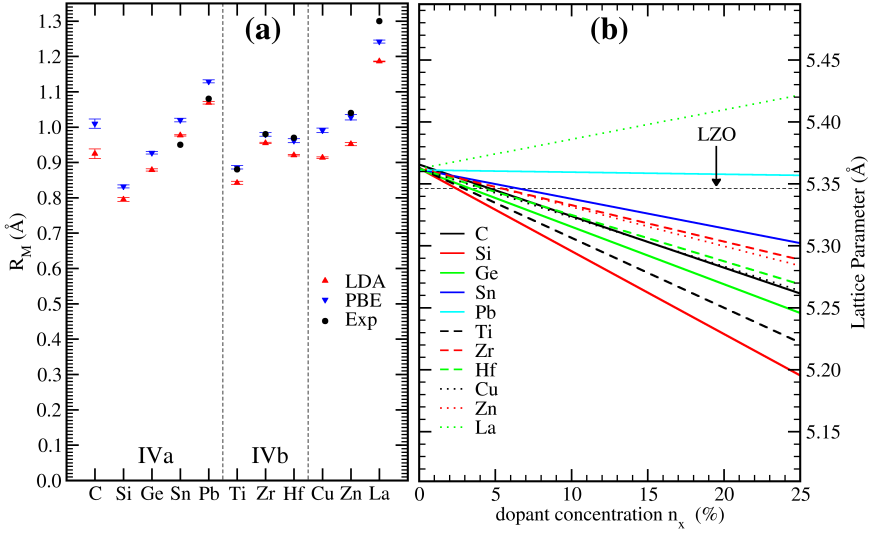 (a)
1.3
1.2
1.1
1.0
0.9
0.8
0.7
0.6
0.5
0.4
0.3
0.2
0.1
0.0
R_M (Å)
LDA
PBE
Exp
IVa
IVb
C Si Ge Sn Pb Ti Zr Hf Cu Zn La
(b)
LZO
C
Si
Ge
Sn
Pb
Ti
Zr
Hf
Cu
Zn
La
5.45
5.40
5.35
5.30
5.25
5.20
5.15
Lattice Parameter (Å)
0 5 10 15 20 25
dopant concentration n_x (%)